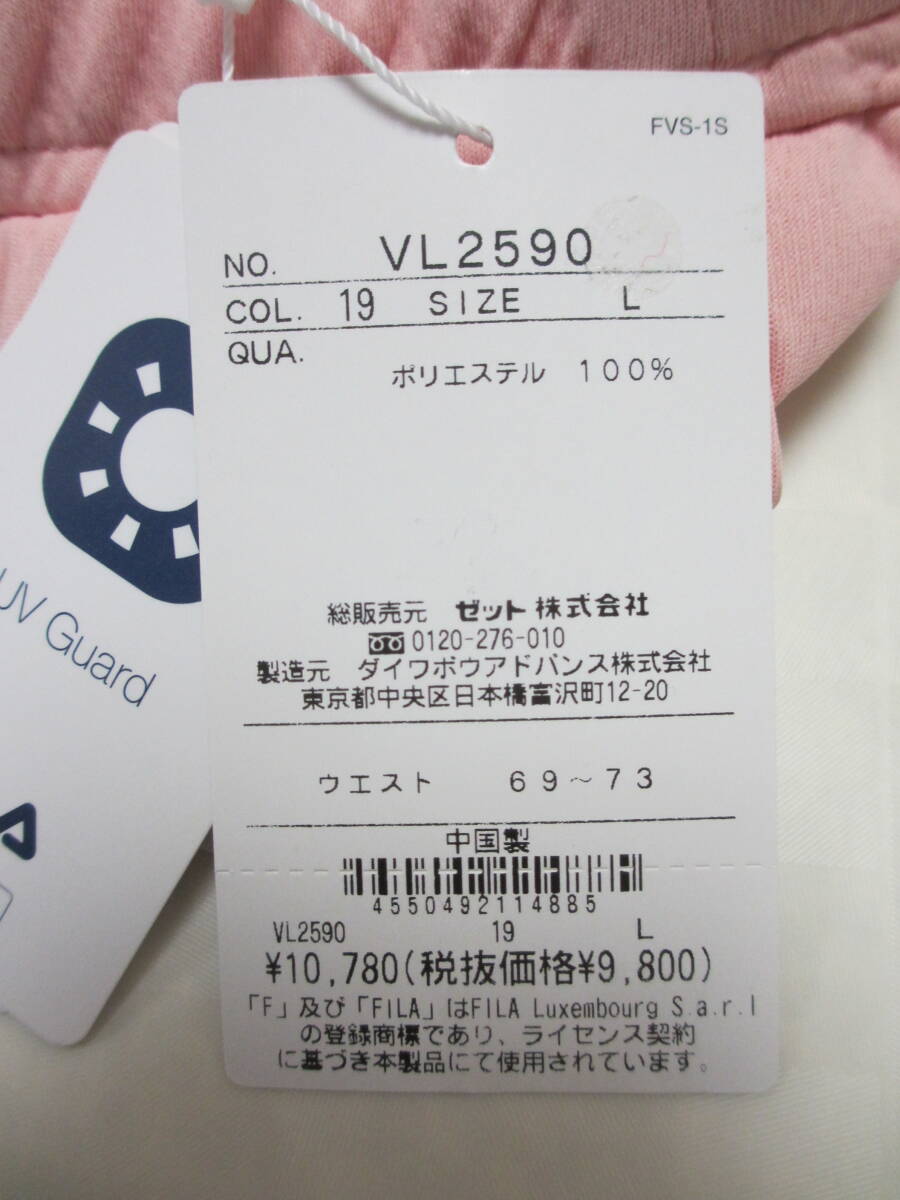 FVS-1S
NO. VL2590
COL. 19 SIZE L
QUA.
ポリエステル 100%
総販売元 ゼット株式会社
0120-276-010
製造元 ダイワボウアドバンス株式会社
東京都中央区日本橋富沢町12-20
ウエスト 69～73
中国製
4550492114885
VL2590 19 L
¥10,780(税抜価格¥9,800)
「F」及び「FILA」はFILA Luxembourg S.a.r.l
の登録商標であり、ライセンス契約
に基づき本製品にて使用されています。
UV Guard